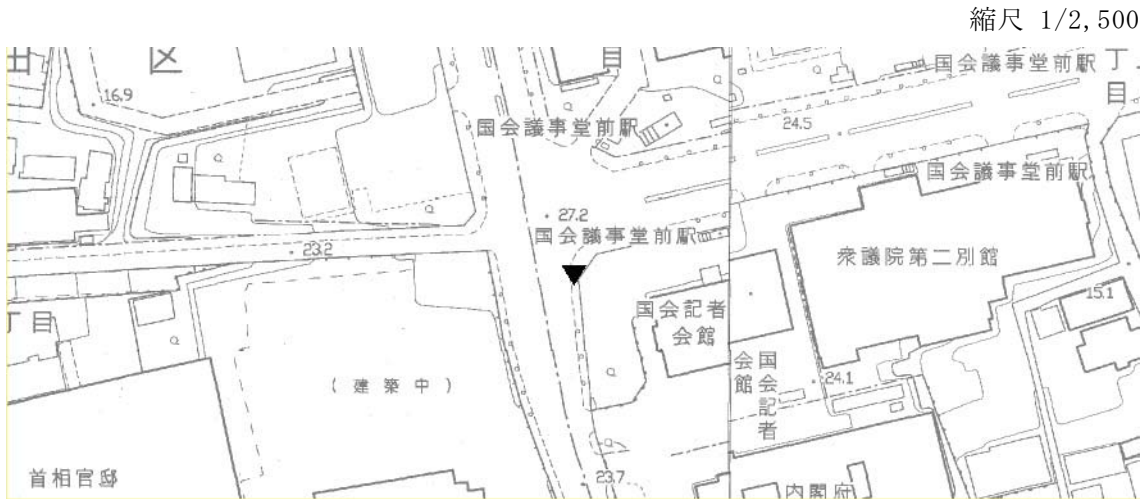 縮尺 1/2,500
区
目
国会議事堂前駅
丁
目
16.9
国会議事堂前駅
24.5
国会議事堂前駅
27.2
国会議事堂前駅
23.2
衆議院第二別館
15.1
丁目
国会記者
会館
国会記者
会館
24.1
(建築中)
首相官邸
23.7
内閣府